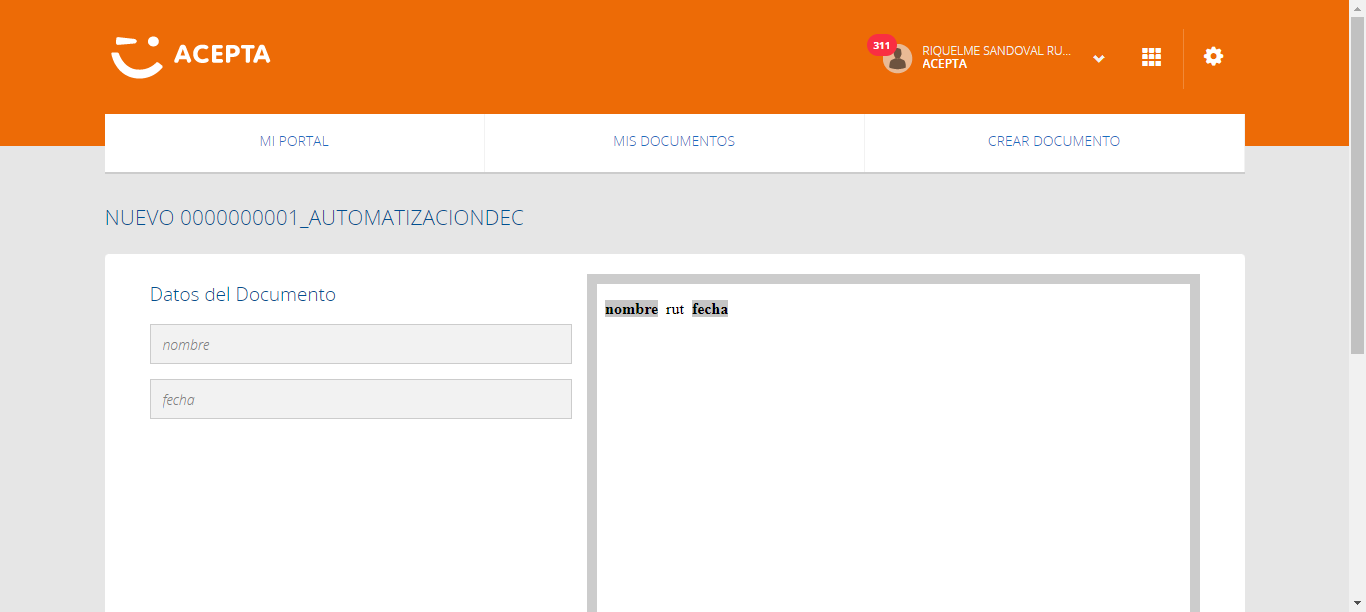 ACEPTA
311
RIQUELME SANDOVAL RU...
ACEPTA
MI PORTAL
MIS DOCUMENTOS
CREAR DOCUMENTO
NUEVO 0000000001_AUTOMATIZACIONDEC
Datos del Documento
nombre
fecha
nombre rut fecha